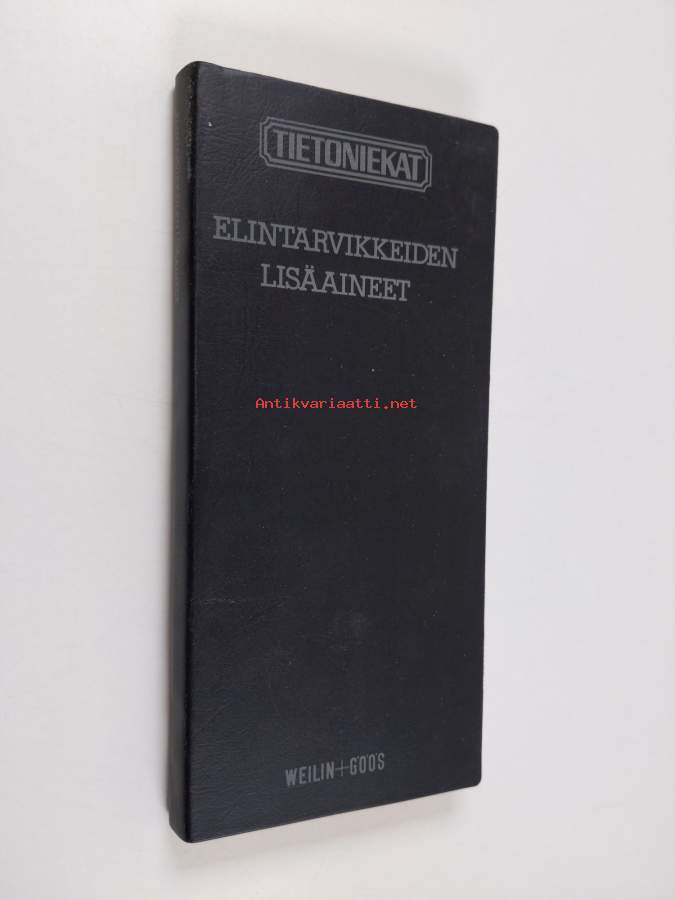 TIETONIEKAT
ELINTARVIKKEIDEN
LISÄAINEET
Antikvariaatti.net
WEILIN+GÖÖS